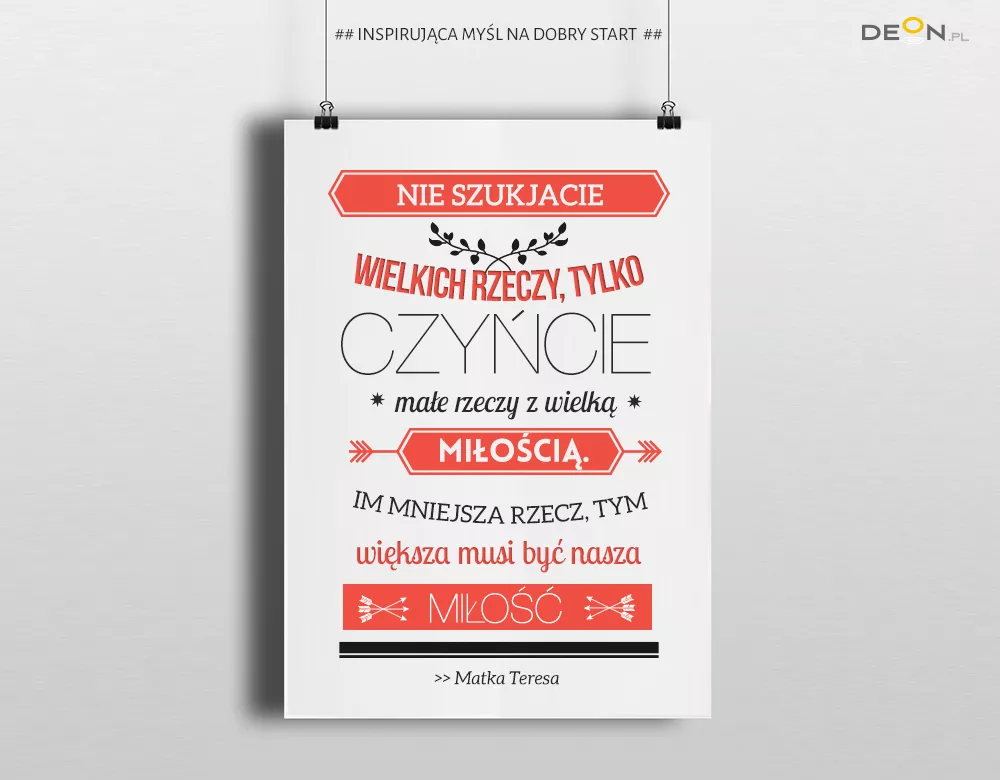 ## INSPIRUJĄCA MYŚL NA DOBRY START ##
DEON.PL
NIE SZUKJACIE
WIELKICH RZECZY, TYLKO
CZYŃCIE
małe rzeczy z wielką
MIŁOŚCIĄ.
IM MNIEJSZA RZECZ, TYM
większa musi być nasza
MIŁOŚĆ
>> Matka Teresa